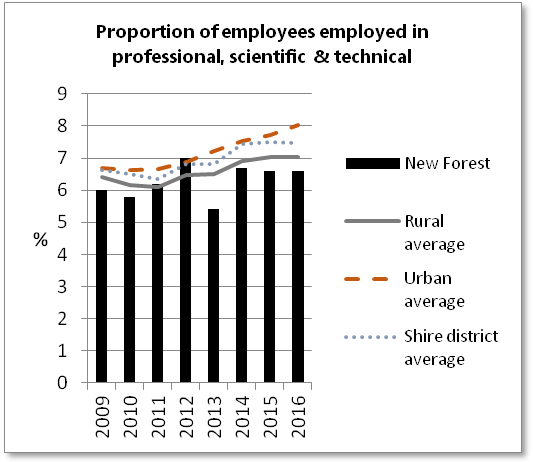 Proportion of employees employed in
professional, scientific & technical
9
8
7
6
5
4
3
2
1
0
%
2009
2010
2011
2012
2013
2014
2015
2016
New Forest
Rural
average
Urban
average
Shire district
average